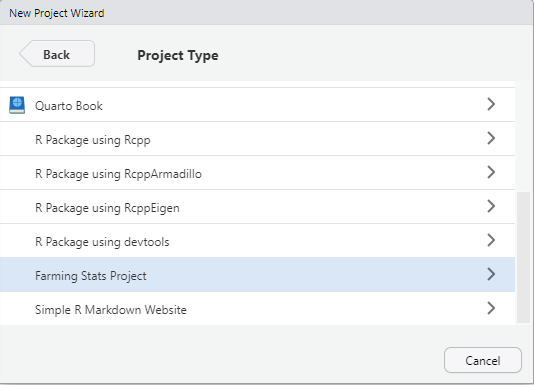 New Project Wizard
Back
Project Type
Quarto Book
R Package using Rcpp
R Package using RcppArmadillo
R Package using RcppEigen
R Package using devtools
Farming Stats Project
Simple R Markdown Website
Cancel